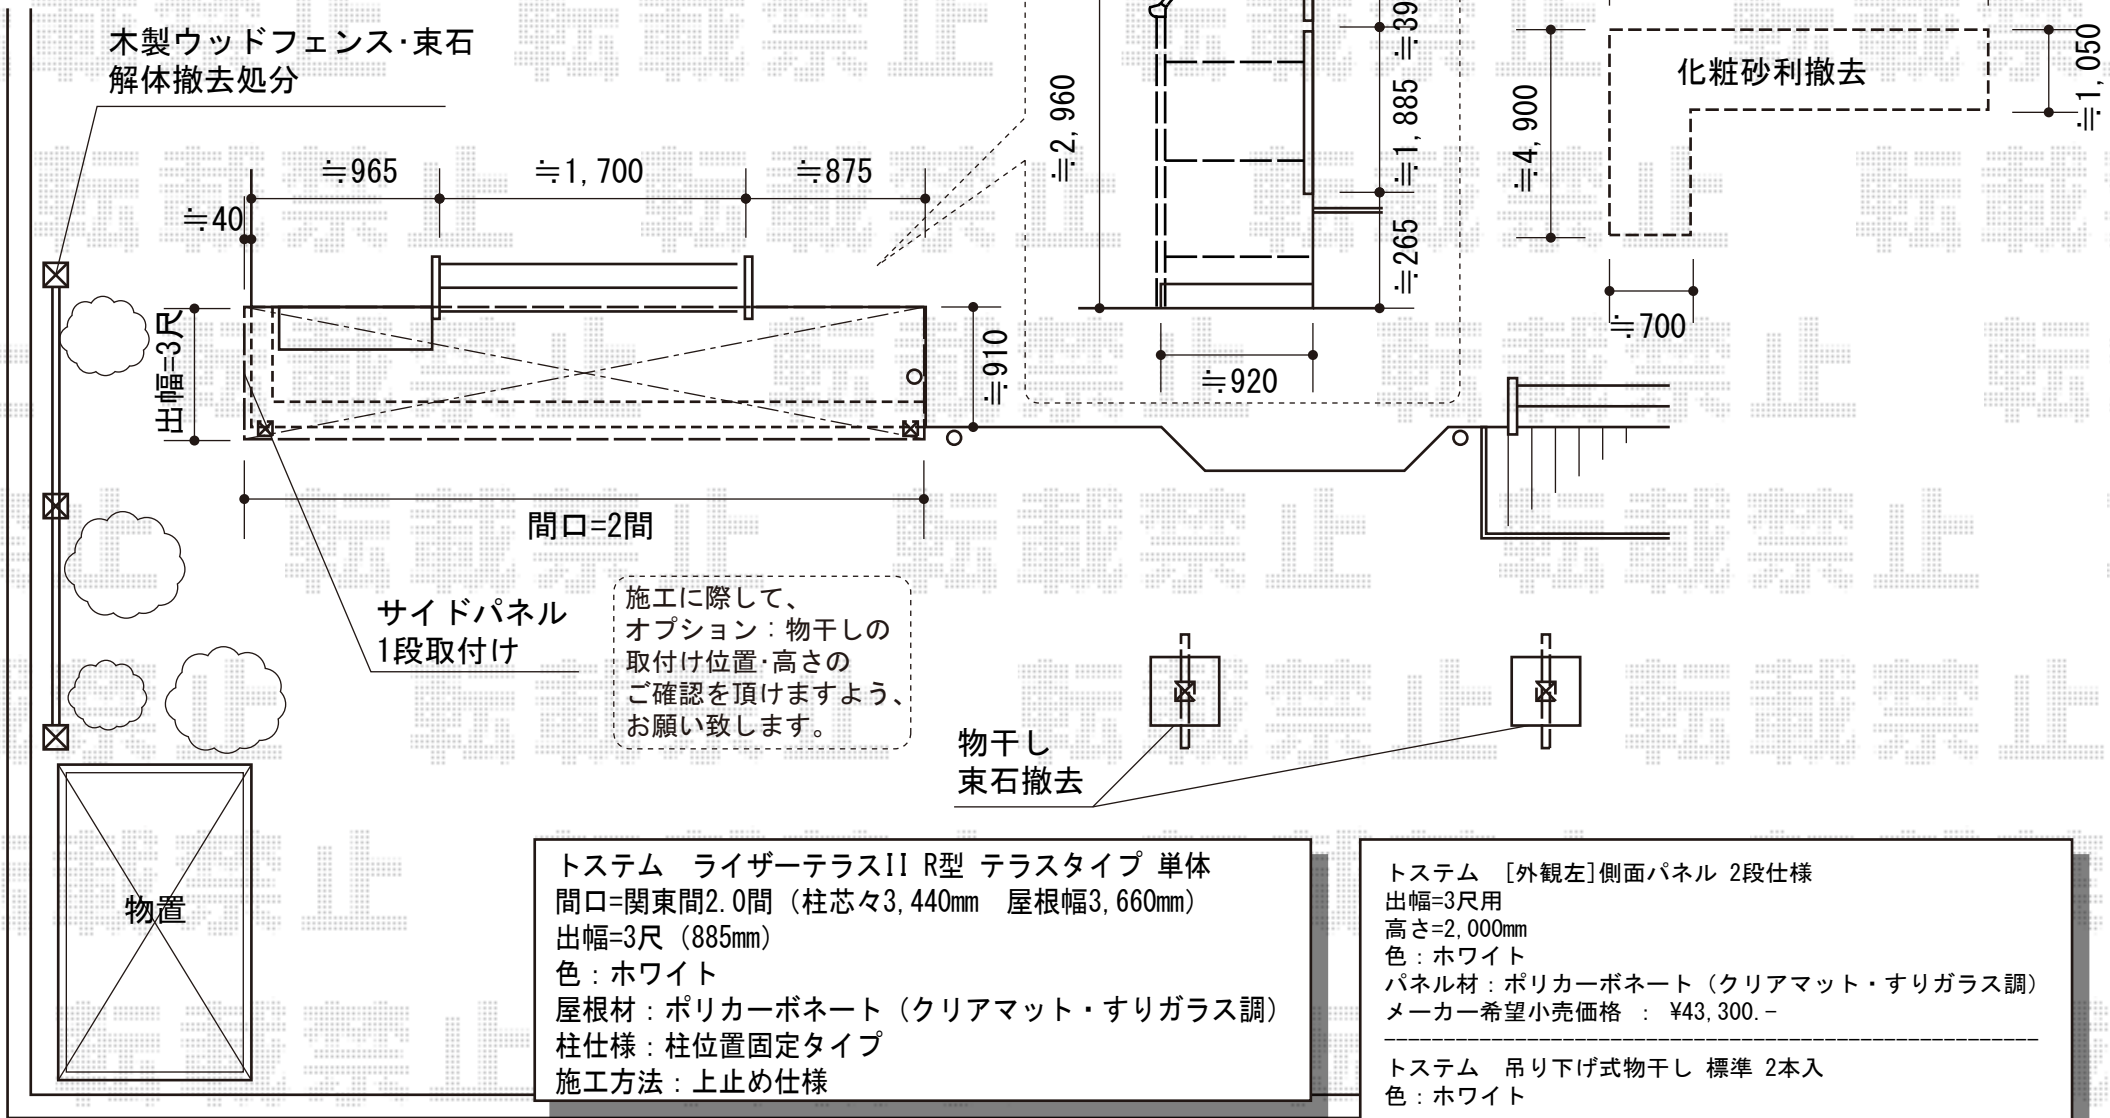 木製ウッドフェンス・束石
解体撤去処分
≒965
≒1,700
≒875
≒40
出幅=3尺
≒910
間口=2間
サイドパネル
1段取付け
施工に際して、
オプション：物干しの
取付け位置・高さの
ご確認を頂けますよう、
お願い致します。
≒2,960
≒39
≒1,885
≒265
≒920
化粧砂利撤去
≒4,900
≒1,050
≒700
物干し
束石撤去
物置
トステム　ライザーテラスII R型 テラスタイプ 単体
間口=関東間2.0間（柱芯々3,440mm　屋根幅3,660mm）
出幅=3尺（885mm）
色：ホワイト
屋根材：ポリカーボネート（クリアマット・すりガラス調）
柱仕様：柱位置固定タイプ
施工方法：上止め仕様
トステム　[外観左]側面パネル 2段仕様
出幅=3尺用
高さ=2,000mm
色：ホワイト
パネル材：ポリカーボネート（クリアマット・すりガラス調）
メーカー希望小売価格 ： ¥43,300.-
トステム　吊り下げ式物干し 標準 2本入
色：ホワイト
転載禁止